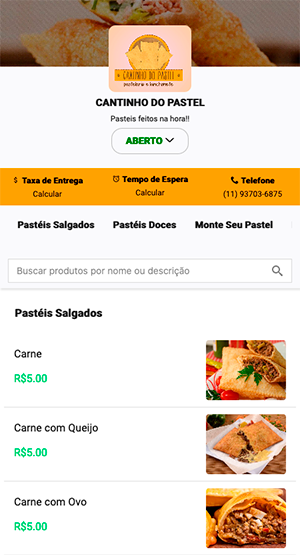 CANTINHO DO PASTEL
pastelaria e lanchonete
CANTINHO DO PASTEL
Pasteis feitos na hora!!
ABERTO
$ Taxa de Entrega
Calcular
Tempo de Espera
Calcular
Telefone
(11) 93703-6875
Pastéis Salgados
Pastéis Doces
Monte Seu Pastel
Buscar produtos por nome ou descrição
Pastéis Salgados
Carne
R$5.00
Carne com Queijo
R$5.00
Carne com Ovo
R$5.00